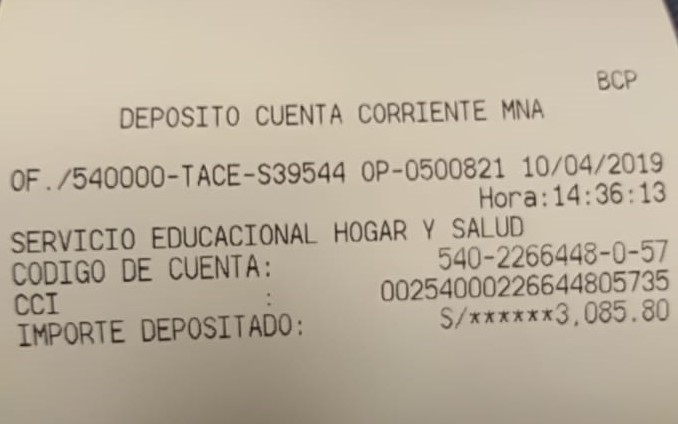 BCP
DEPOSITO CUENTA CORRIENTE MNA
OF./540000-TACE-S39544 OP-0500821 10/04/2019
Hora:14:36:13
SERVICIO EDUCACIONAL HOGAR Y SALUD
CODIGO DE CUENTA: 540-2266448-0-57
CCI : 00254000226644805735
IMPORTE DEPOSITADO: S/******3,085.80